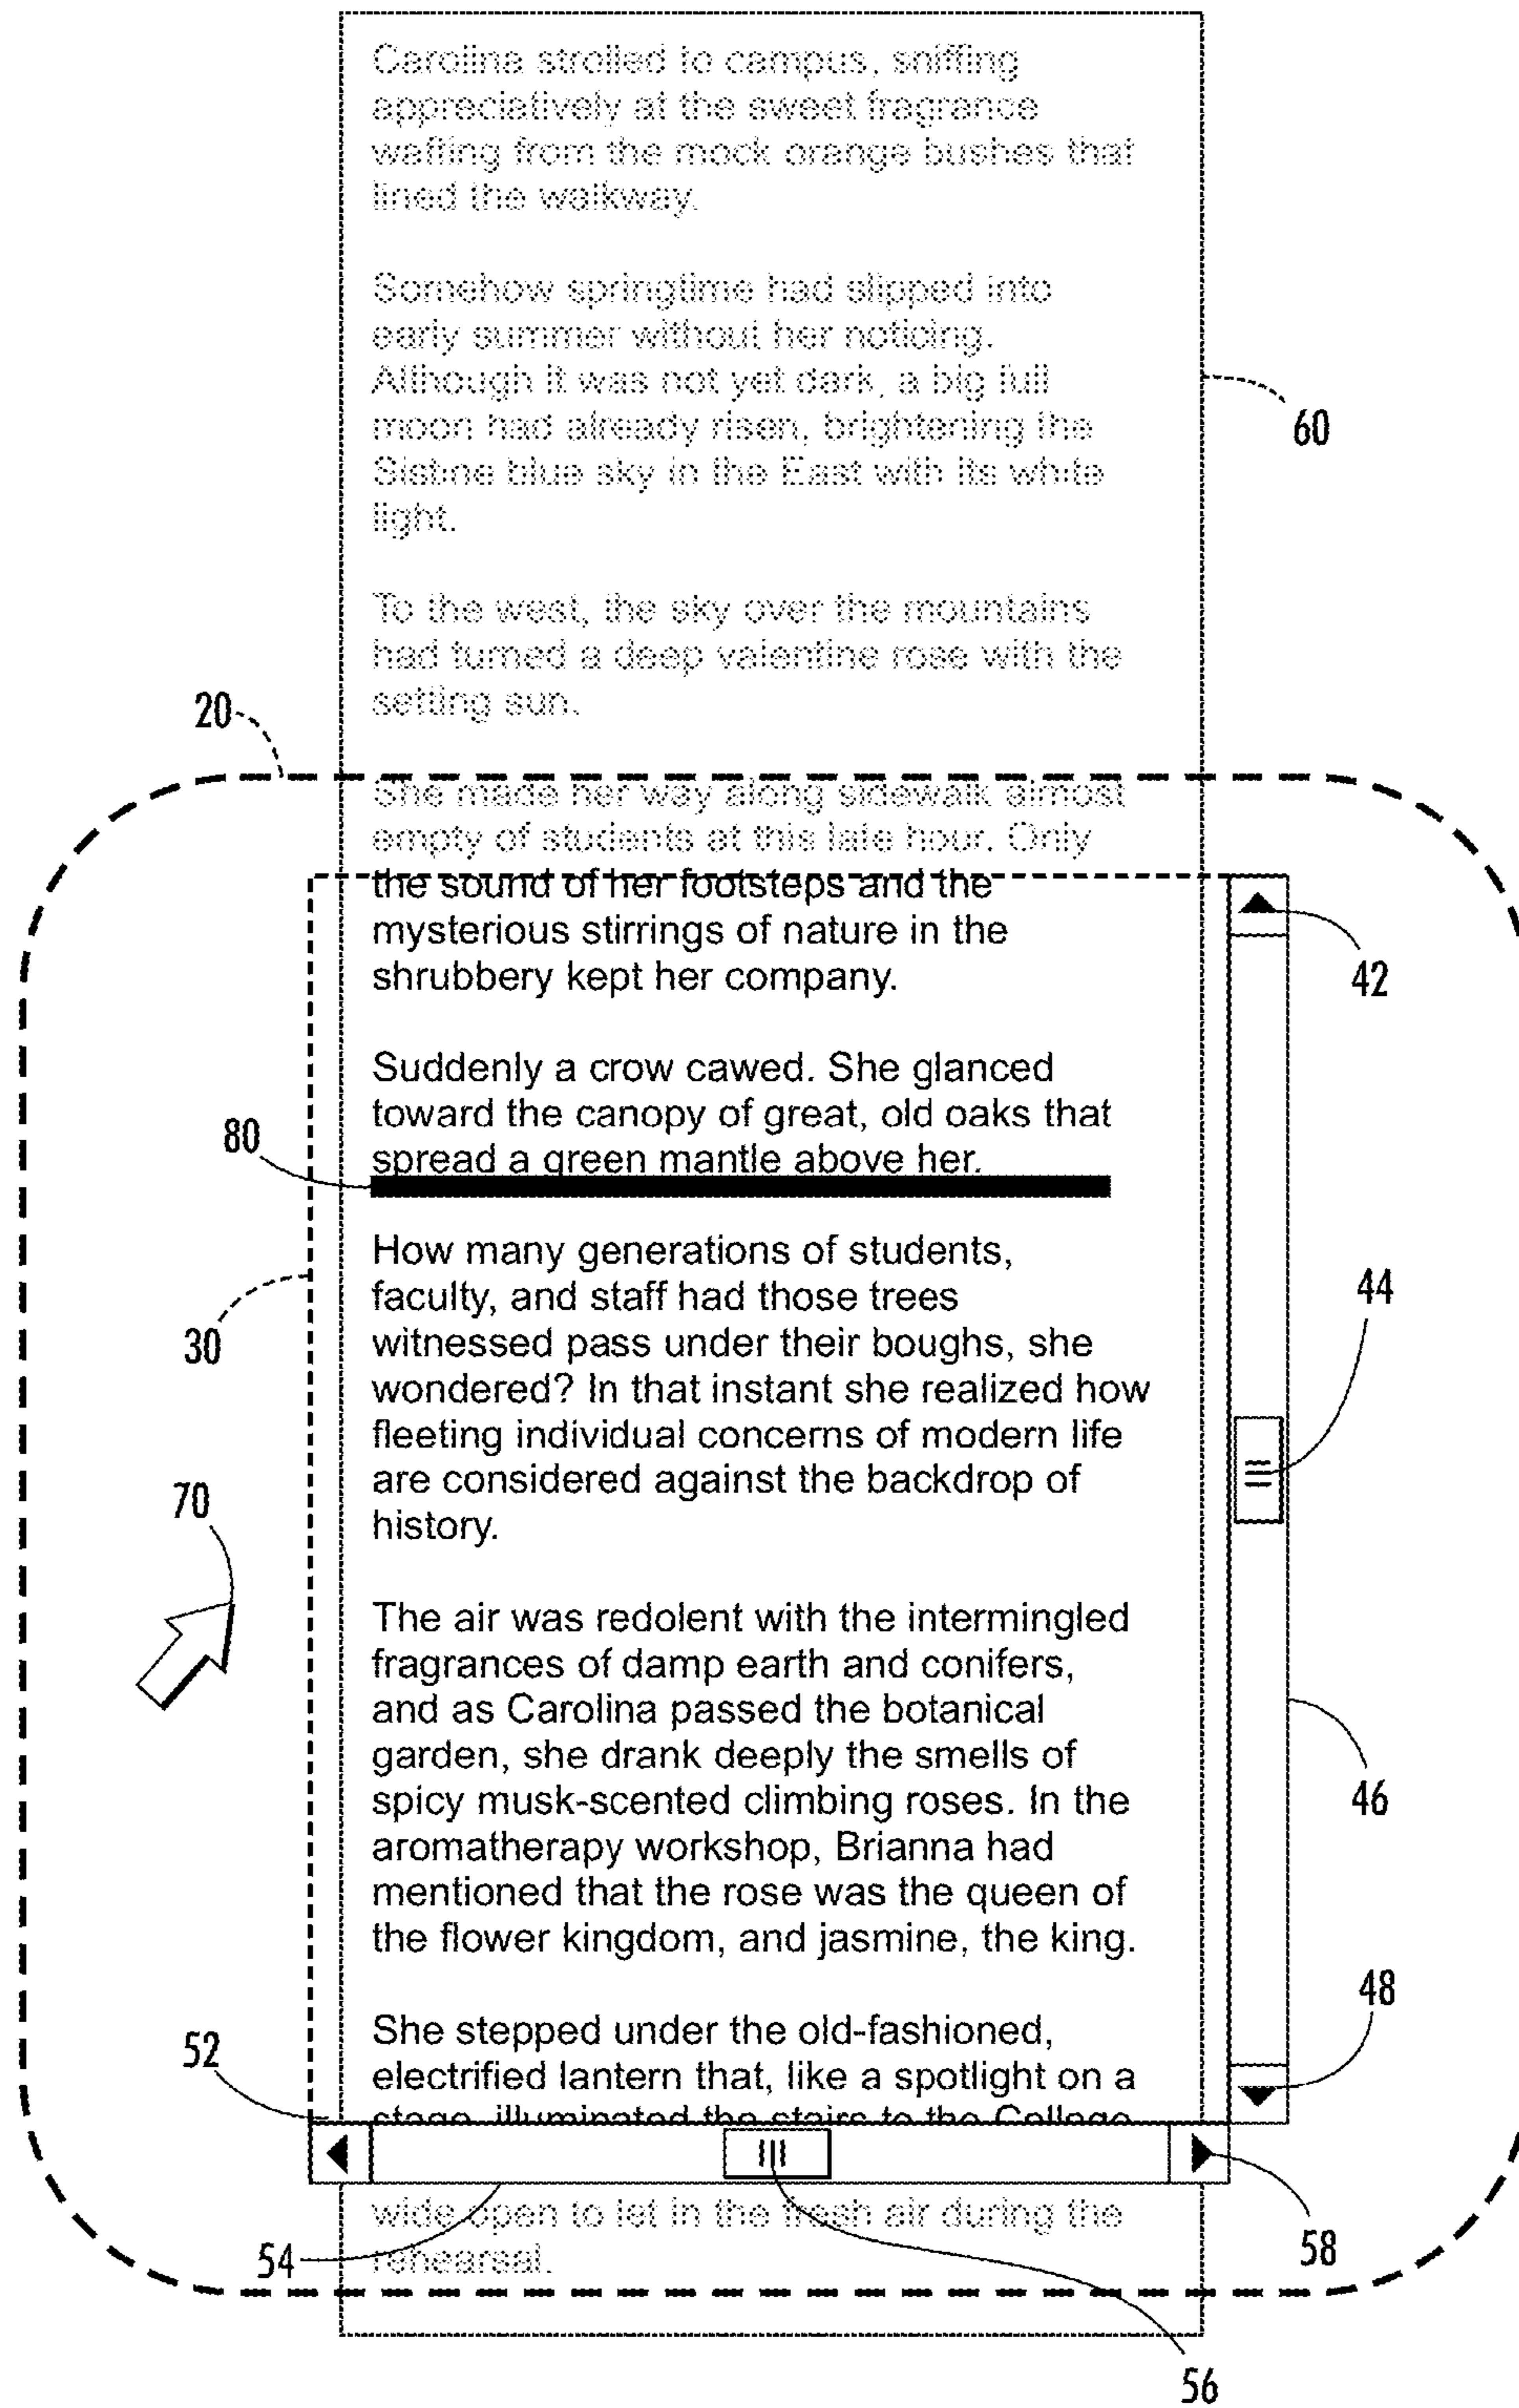 Carolina strolled to campus, sniffing
appreciatively at the sweet fragrance
wafting from the mock orange bushes that
lined the walkway.
Somehow springtime had slipped into
early summer without her noticing.
Although it was not yet dark, a big full
moon had already risen, brightening the
Sistine blue sky in the East with its white
light.
60
To the west, the sky over the mountains
had turned a deep valentine rose with the
setting sun.
20
She made her way along sidewalk almost
empty of students at this late hour. Only
the sound of her footsteps and the
mysterious stirrings of nature in the
shrubbery kept her company.
42
Suddenly a crow cawed. She glanced
toward the canopy of great, old oaks that
80
spread a green mantle above her.
How many generations of students,
44
faculty, and staff had those trees
30
witnessed pass under their boughs, she
wondered? In that instant she realized how
fleeting individual concerns of modern life
are considered against the backdrop of
70
history.
The air was redolent with the intermingled
fragrances of damp earth and conifers,
and as Carolina passed the botanical
garden, she drank deeply the smells of
spicy musk-scented climbing roses. In the
46
aromatherapy workshop, Brianna had
mentioned that the rose was the queen of
the flower kingdom, and jasmine, the king.
48
She stepped under the old-fashioned,
52
electrified lantern that, like a spotlight on a
stage, illuminated the stairs to the College
wide open to let in the fresh air during the
58
54
rehearsal.
56